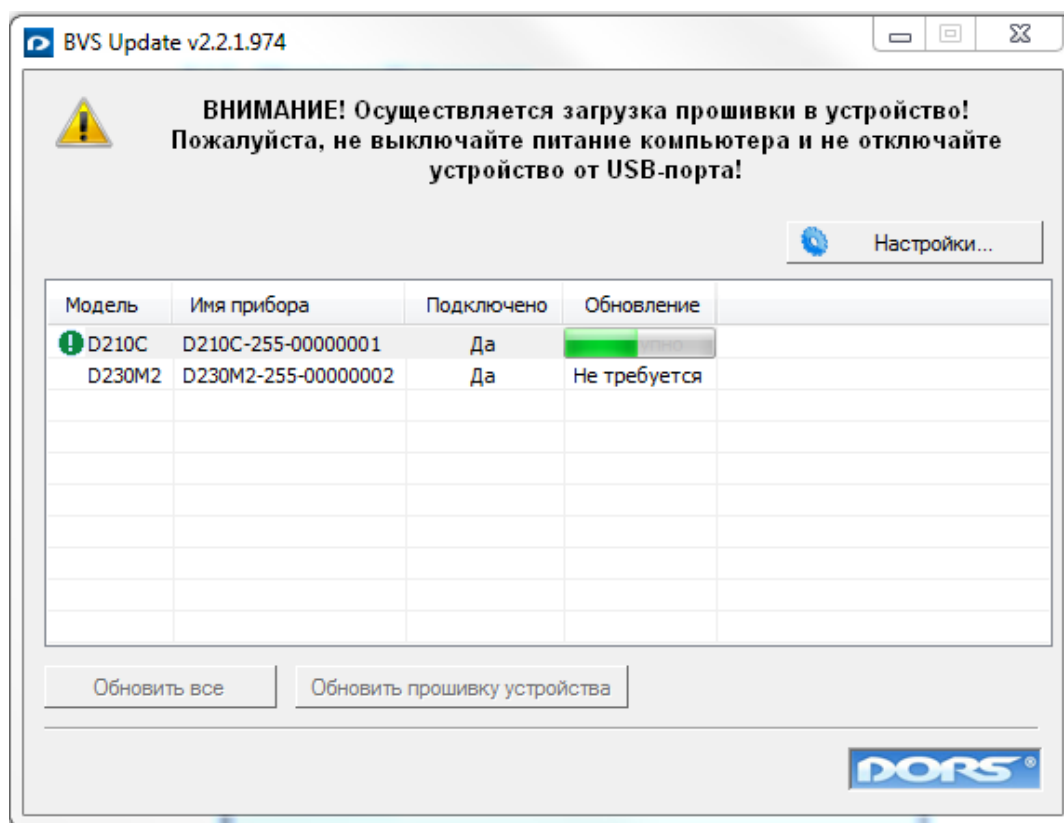 BVS Update v2.2.1.974
ВНИМАНИЕ! Осуществляется загрузка прошивки в устройство!
Пожалуйста, не выключайте питание компьютера и не отключайте
устройство от USB-порта!
Настройки...
Модель Имя прибора Подключено Обновление
D210C D210C-255-00000001 Да
D230M2 D230M2-255-00000002 Да Не требуется
Обновить все Обновить прошивку устройства
DORS®